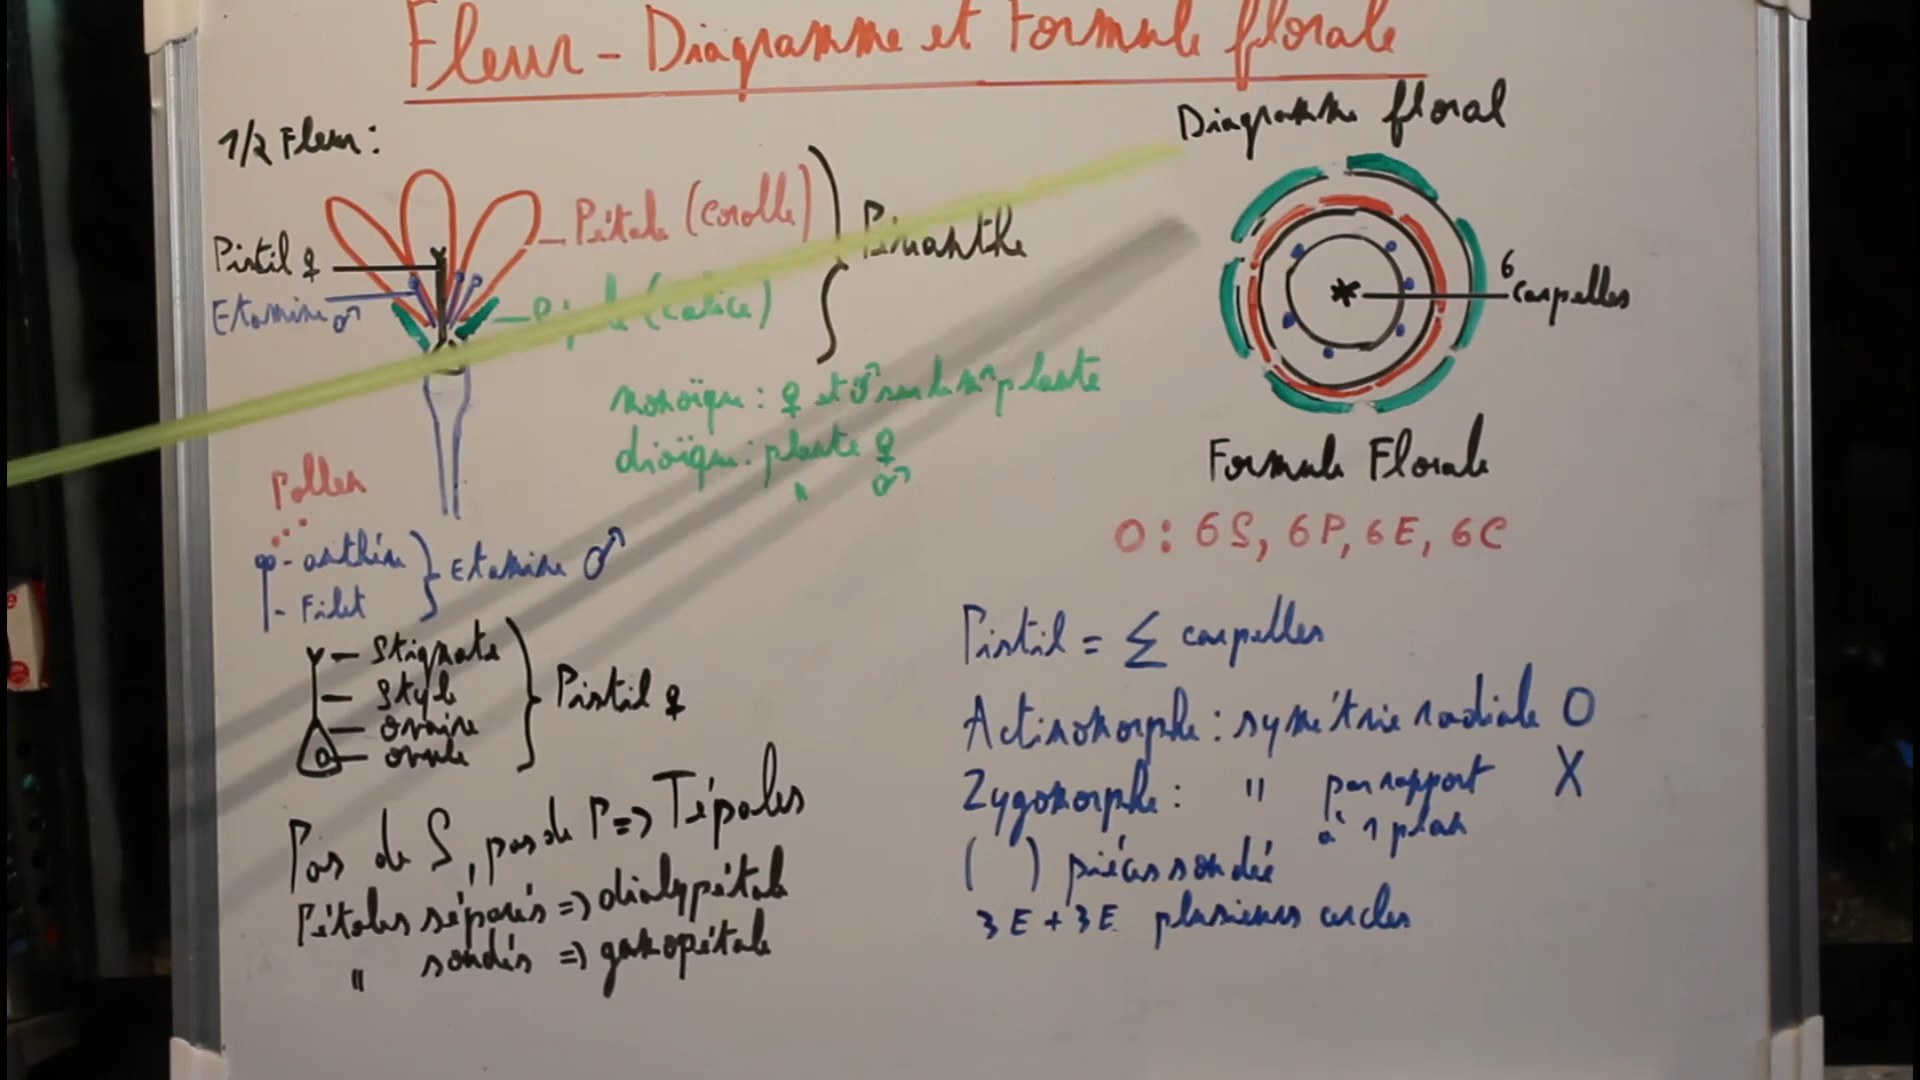 Fleur - Diagramme et Formule florale
1/2 Fleur :
Pétale (corolle)
(calice)
Périanthe
Pistil ♀
Etamine ♂
monoïque : ♀ et ♂ sur la m^ plante
dioïque : plante ♀
" ♂
Pollen
- anthère
- Filet
Etamine ♂
- Stigmate
- Style
- ovaire
- ovule
Pistil ♀
Pas de S, pas de P => Tépales
Pétales séparés => dialypétale
" soudés => gamopétale
Diagramme floral
6 carpelles
Formule Florale
O : 6S, 6P, 6E, 6C
Pistil = Σ carpelles
Actinomorphe : symétrie radiale O
Zygomorphe : " par rapport X
à 1 plan
( ) pièces soudée
3E + 3E plusieurs cercles